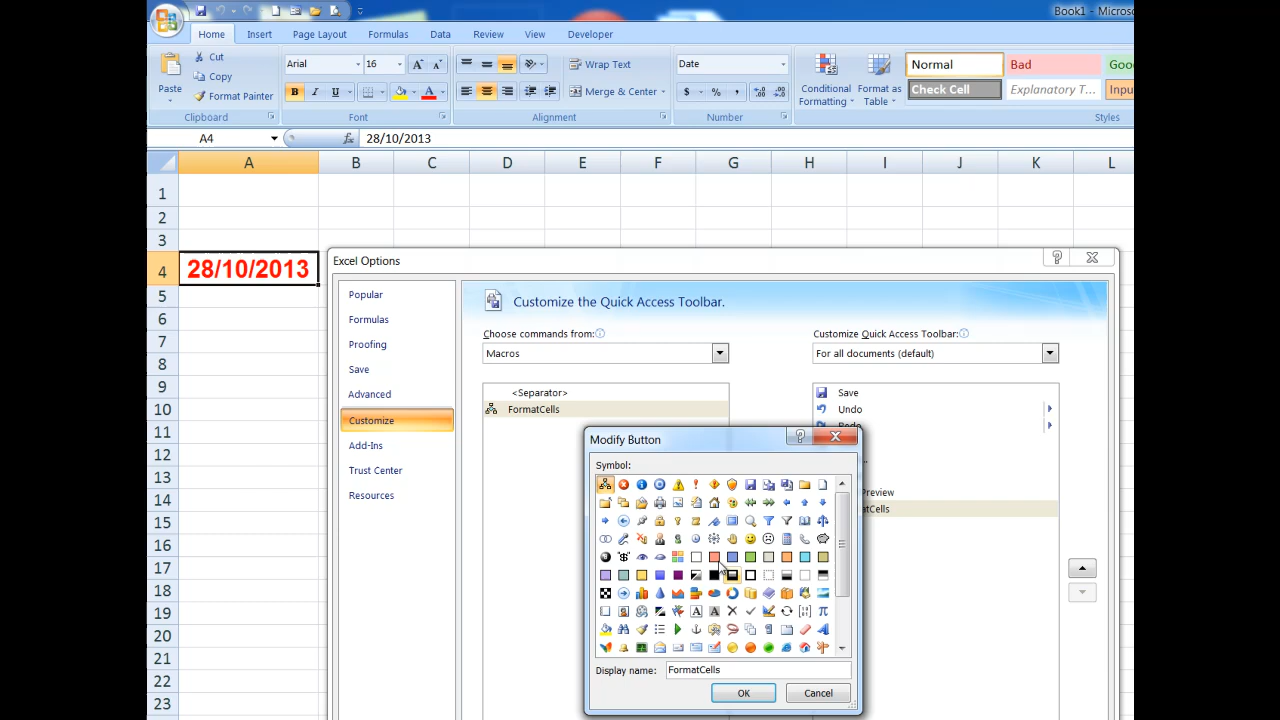 Book1 - Micros
Home Insert Page Layout Formulas Data Review View Developer
Paste
Cut
Copy
Format Painter
Clipboard
Arial 16
B I U
Font
Wrap Text
Merge & Center
Alignment
Date
$ % ,
Number
Conditional Formatting
Format as Table
Normal Bad Goo
Check Cell Explanatory T... Inpu
Styles
A4 fx 28/10/2013
A B C D E F G H I J K L
1
2
3
4 28/10/2013
5
6
7
8
9
10
11
12
13
14
15
16
17
18
19
20
21
22
23
Excel Options
Popular
Formulas
Proofing
Save
Advanced
Customize
Add-Ins
Trust Center
Resources
Customize the Quick Access Toolbar.
Choose commands from:
Macros
<Separator>
FormatCells
Customize Quick Access Toolbar:
For all documents (default)
Save
Undo
Redo
Preview
Modify Button
Symbol:
Display name: FormatCells
OK Cancel